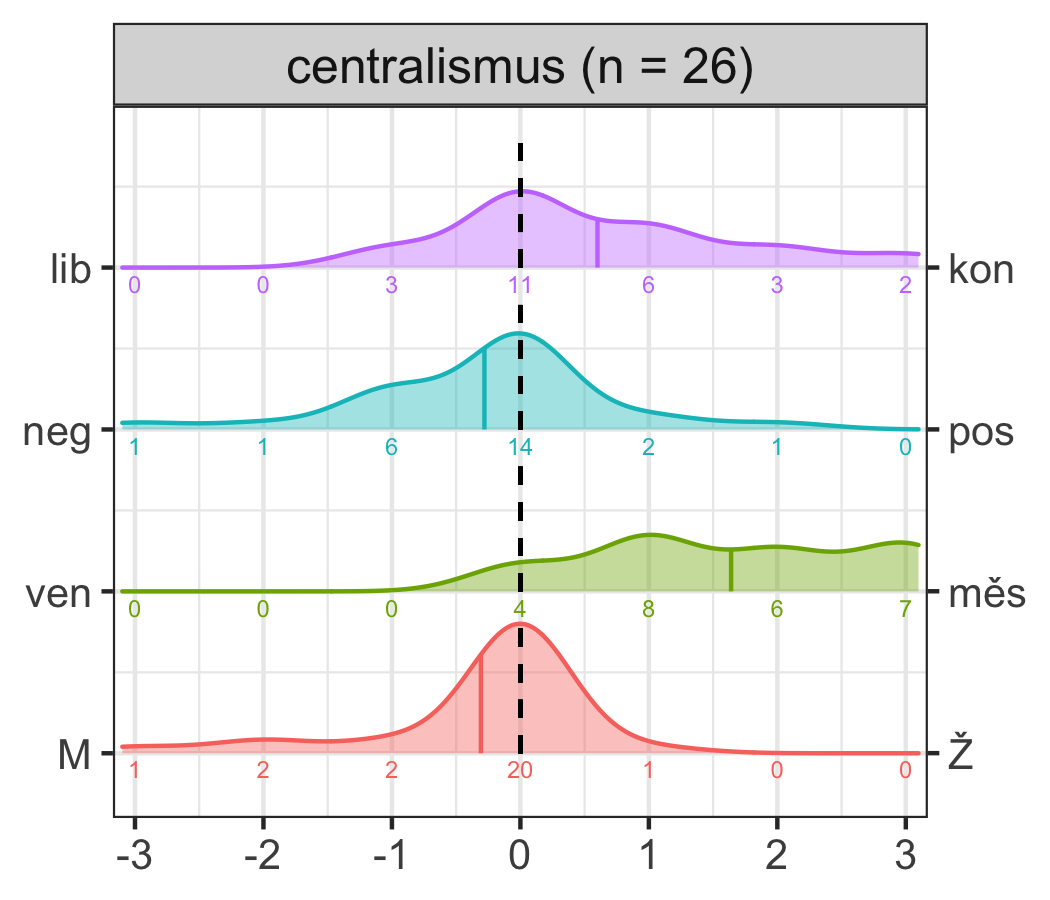 centralismus (n = 26)
lib kon
0 0 3 11 6 3 2
neg pos
1 1 6 14 2 1 0
ven měs
0 0 0 4 8 6 7
M Ž
1 2 2 20 1 0 0
-3 -2 -1 0 1 2 3